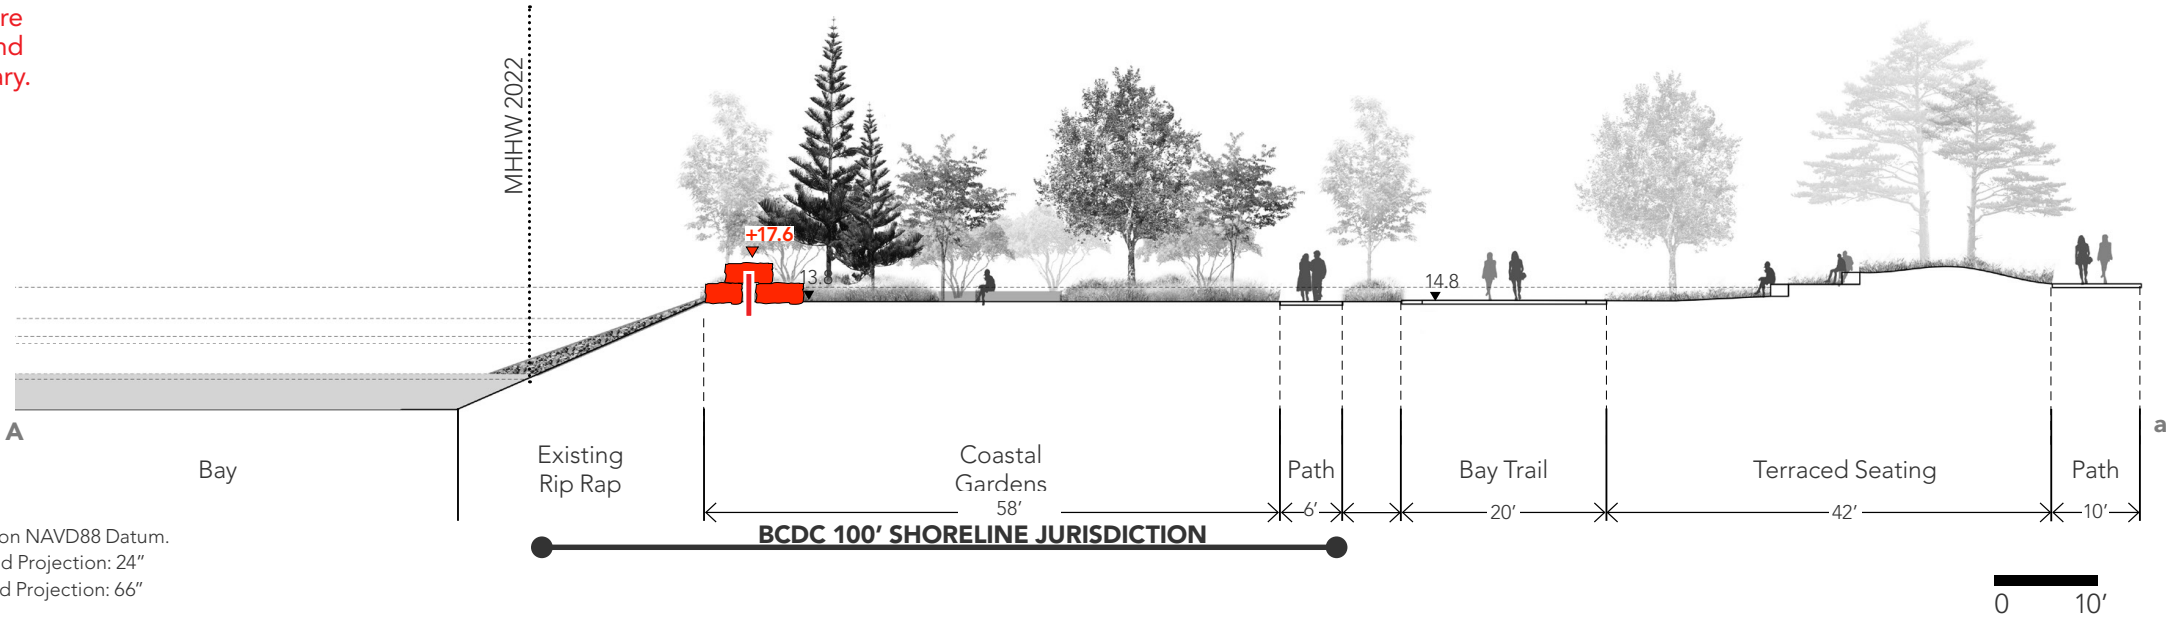 re
nd
ary.
MHHW 2022
+17.6
13.8
14.8
A
a
Bay
Existing
Rip Rap
Coastal
Gardens
Path
Bay Trail
Terraced Seating
Path
58’
6’
20’
42’
10’
BCDC 100’ SHORELINE JURISDICTION
on NAVD88 Datum.
d Projection: 24”
d Projection: 66”
0 10’